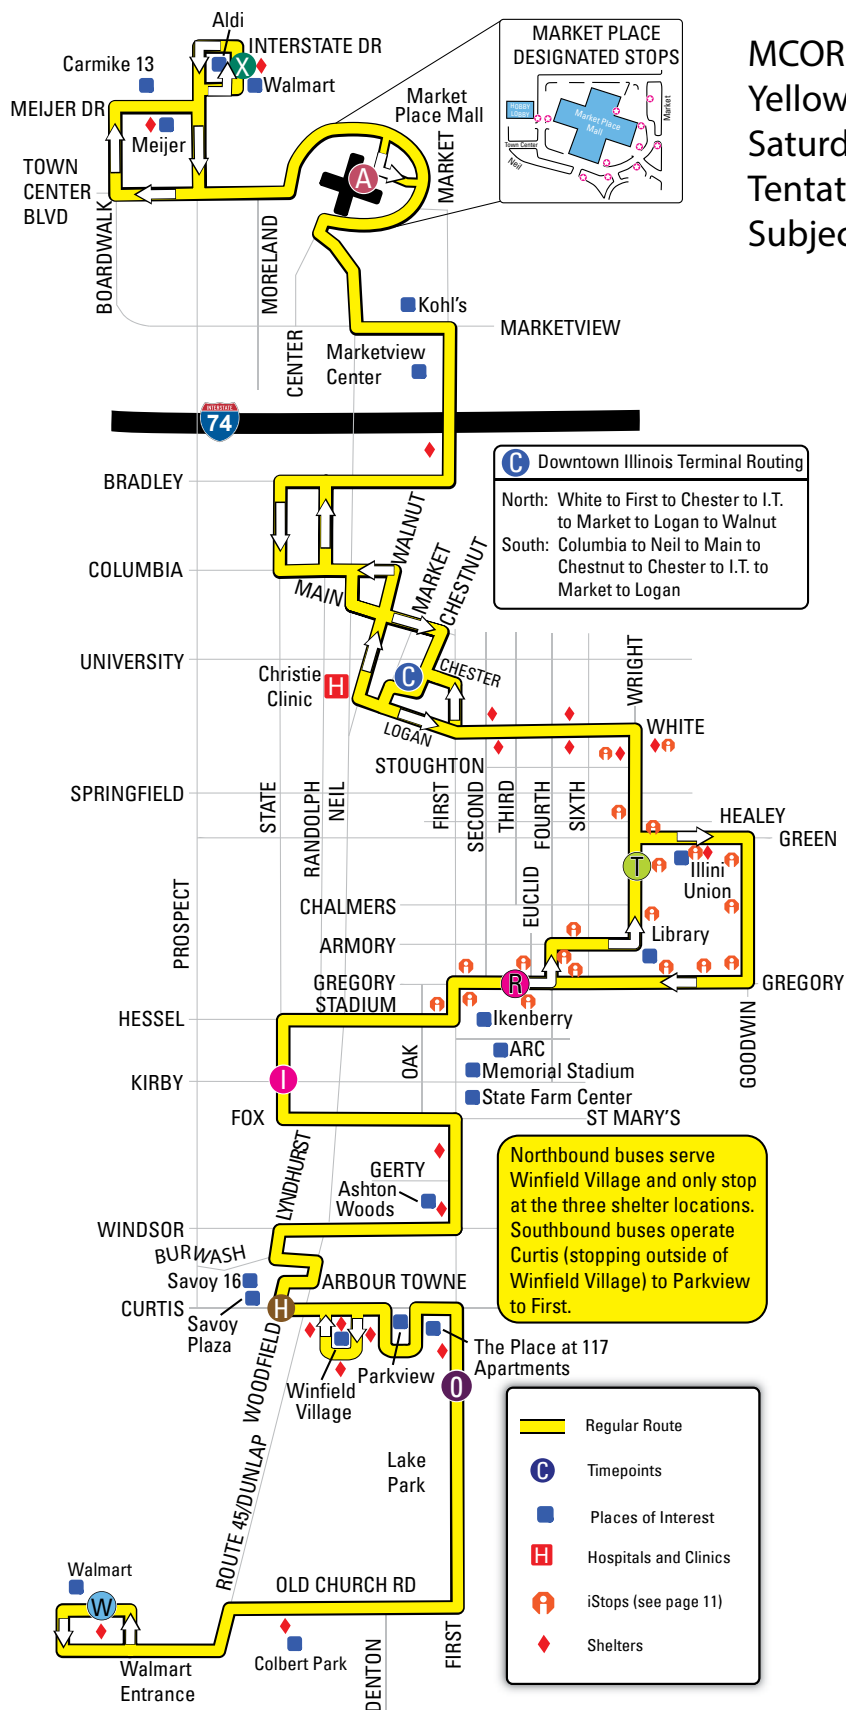 Aldi
INTERSTATE DR
Carmike 13
X
Walmart
MEIJER DR
Meijer
TOWN
CENTER
BLVD
BOARDWALK
MORELAND
CENTER
Market
Place Mall
A
MARKET
MARKET PLACE
DESIGNATED STOPS
HOBBY
LOBBY
Market Place
Mall
Market
Town Center
Neil
MCOR
Yellow
Saturd
Tentat
Subjec
Kohl's
MARKETVIEW
Marketview
Center
INTERSTATE
74
BRADLEY
COLUMBIA
MAIN
WALNUT
MARKET
CHESTNUT
C Downtown Illinois Terminal Routing
North: White to First to Chester to I.T.
to Market to Logan to Walnut
South: Columbia to Neil to Main to
Chestnut to Chester to I.T. to
Market to Logan
UNIVERSITY
Christie
Clinic
H
C
CHESTER
LOGAN
WRIGHT
WHITE
STOUGHTON
SPRINGFIELD
STATE
RANDOLPH
NEIL
FIRST
SECOND
THIRD
FOURTH
SIXTH
HEALEY
GREEN
T
Illini
Union
PROSPECT
CHALMERS
EUCLID
ARMORY
Library
GREGORY
STADIUM
R
GREGORY
HESSEL
Ikenberry
GOODWIN
OAK
ARC
Memorial Stadium
State Farm Center
I
KIRBY
FOX
ST MARY'S
LYNDHURST
GERTY
Ashton
Woods
WINDSOR
BURWASH
Northbound buses serve
Winfield Village and only stop
at the three shelter locations.
Southbound buses operate
Curtis (stopping outside of
Winfield Village) to Parkview
to First.
Savoy 16
ARBOUR TOWNE
CURTIS
H
Savoy
Plaza
WOODFIELD
Winfield
Village
Parkview
The Place at 117
Apartments
O
Lake
Park
ROUTE 45/DUNLAP
Regular Route
C Timepoints
Places of Interest
H Hospitals and Clinics
iStops (see page 11)
Shelters
Walmart
W
OLD CHURCH RD
Walmart
Entrance
Colbert Park
DENTON
FIRST